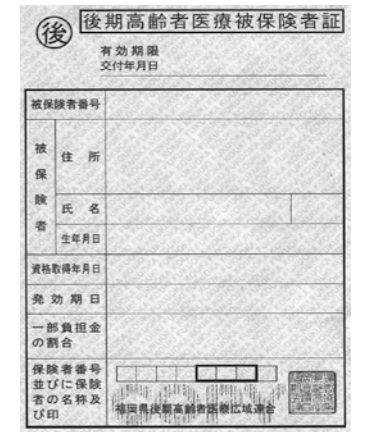 後 後期高齢者医療被保険者証
有効期限
交付年月日
被保険者番号
被保険者
住所
氏名
生年月日
資格取得年月日
発効期日
一部負担金
の割合
保険者番号
並びに保険
者の名称及
び印
福岡県後期高齢者医療広域連合